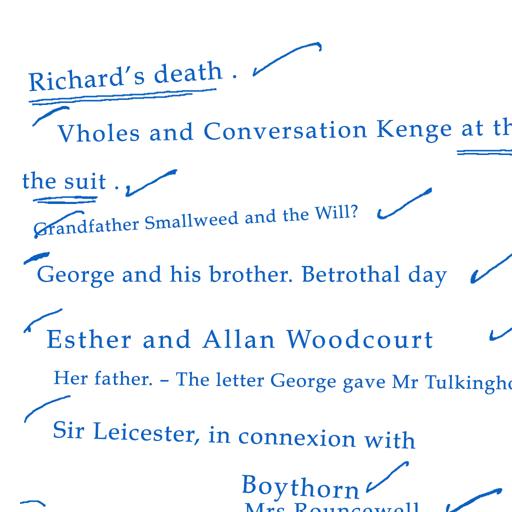 Richard's death .
Vholes and Conversation Kenge at th
the suit .
Grandfather Smallweed and the Will?
George and his brother. Betrothal day
Esther and Allan Woodcourt
Her father. – The letter George gave Mr Tulkingho
Sir Leicester, in connexion with
Boythorn
Mrs Rouncewell